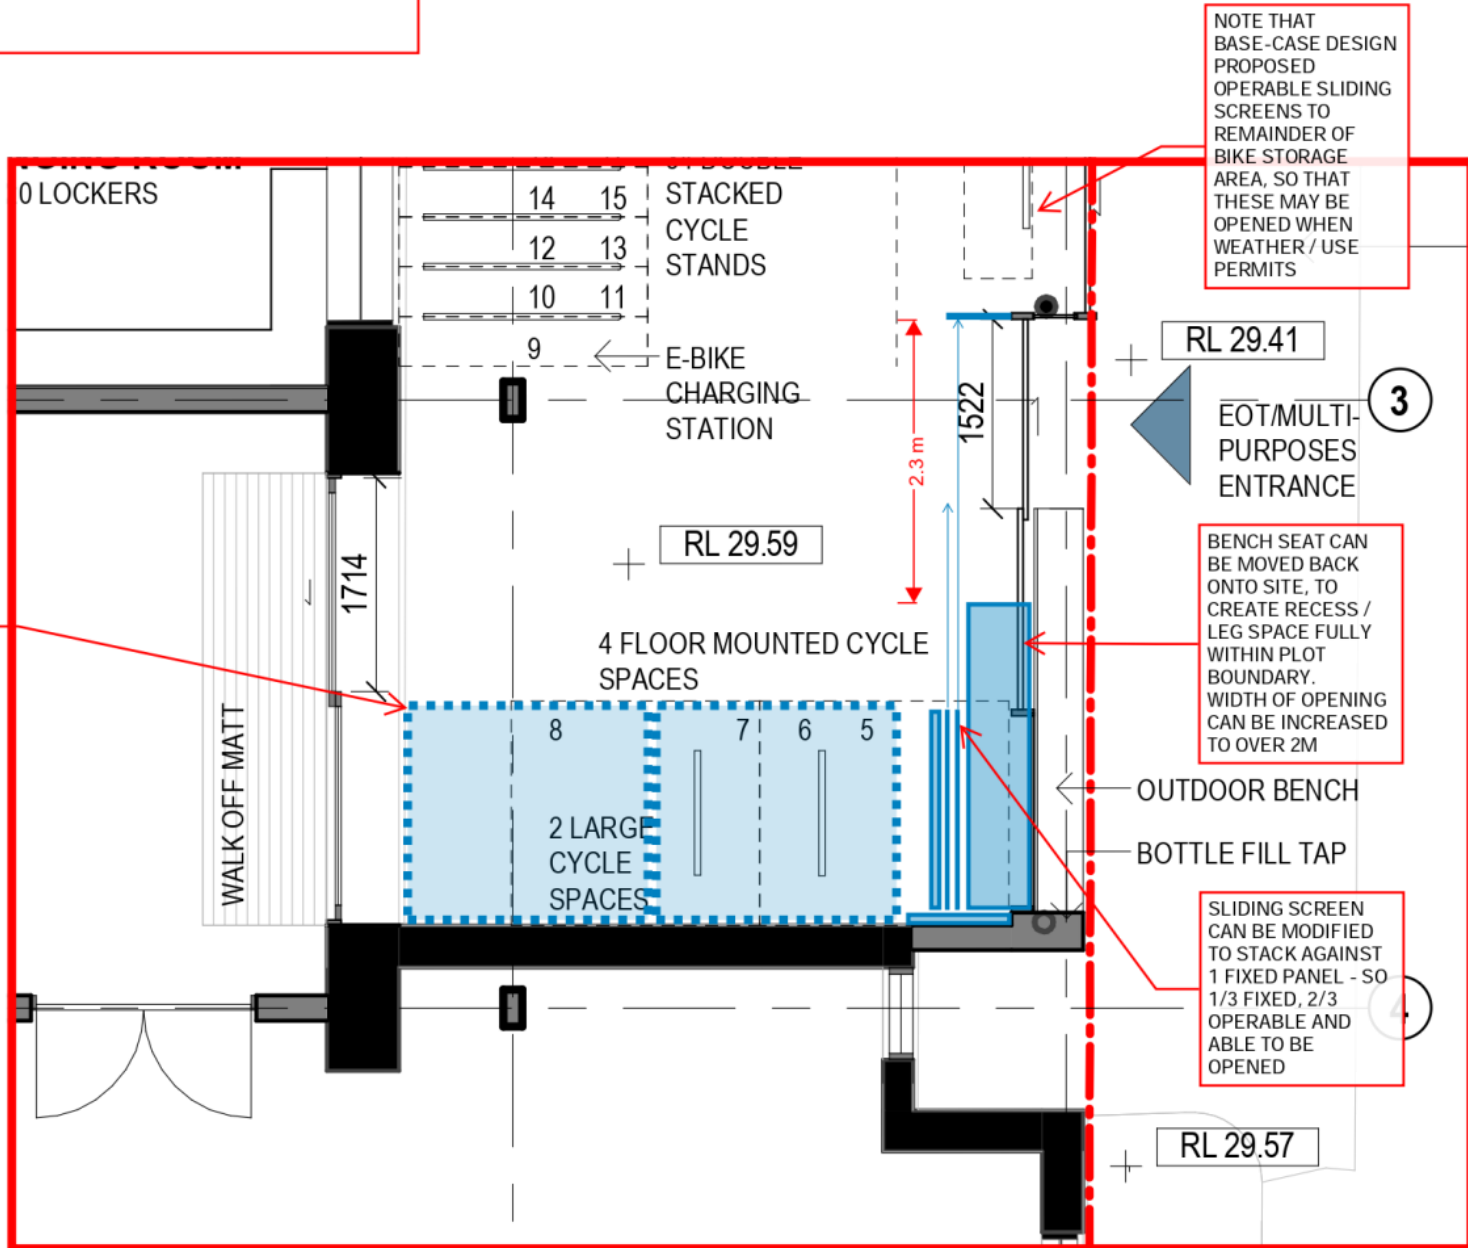 NOTE THAT
BASE-CASE DESIGN
PROPOSED
OPERABLE SLIDING
SCREENS TO
REMAINDER OF
BIKE STORAGE
AREA, SO THAT
THESE MAY BE
OPENED WHEN
WEATHER / USE
PERMITS
0 LOCKERS
STACKED
CYCLE
STANDS
14 15
12 13
10 11
9
E-BIKE
CHARGING
STATION
RL 29.41
3
EOT/MULTI-
PURPOSES
ENTRANCE
1522
2.3 m
RL 29.59
1714
WALK OFF MATT
4 FLOOR MOUNTED CYCLE
SPACES
8 7 6 5
2 LARGE
CYCLE
SPACES
BENCH SEAT CAN
BE MOVED BACK
ONTO SITE, TO
CREATE RECESS /
LEG SPACE FULLY
WITHIN PLOT
BOUNDARY.
WIDTH OF OPENING
CAN BE INCREASED
TO OVER 2M
OUTDOOR BENCH
BOTTLE FILL TAP
SLIDING SCREEN
CAN BE MODIFIED
TO STACK AGAINST
1 FIXED PANEL - SO
1/3 FIXED, 2/3
OPERABLE AND
ABLE TO BE
OPENED
4
RL 29.57